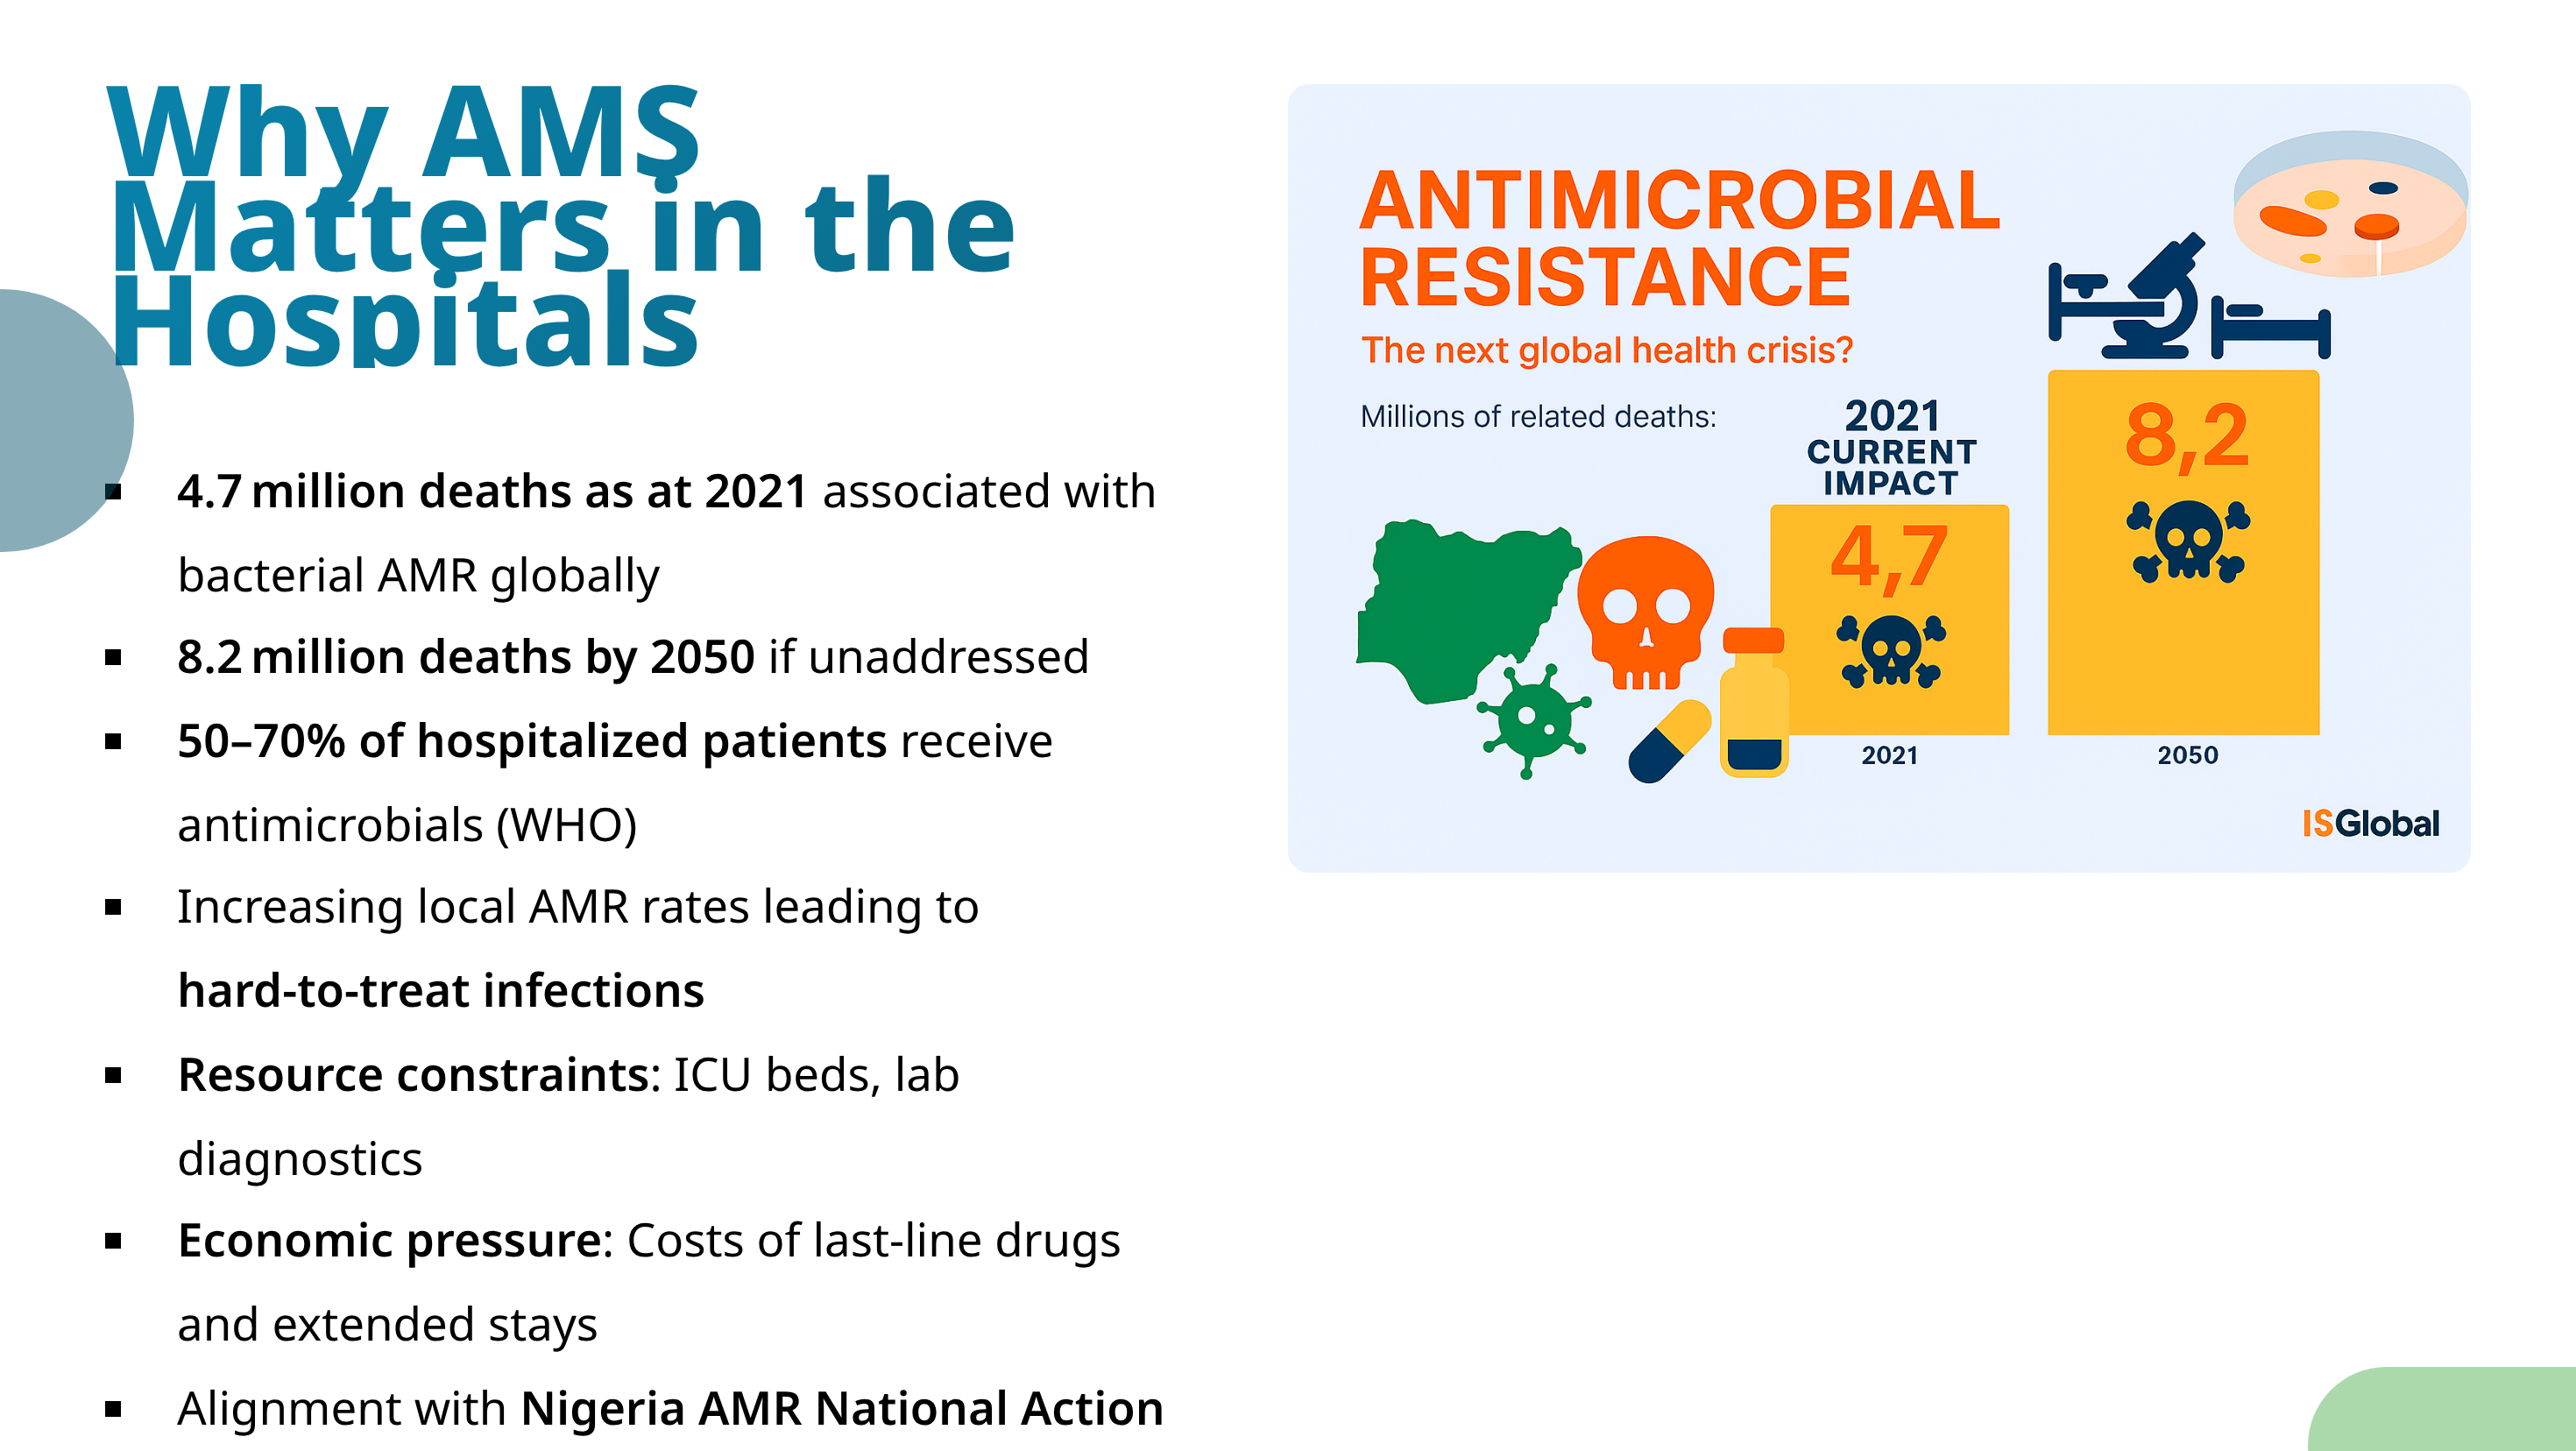 Why AMS
Matters in the
Hospitals
4.7 million deaths as at 2021 associated with
bacterial AMR globally
8.2 million deaths by 2050 if unaddressed
50–70% of hospitalized patients receive
antimicrobials (WHO)
Increasing local AMR rates leading to
hard-to-treat infections
Resource constraints: ICU beds, lab
diagnostics
Economic pressure: Costs of last-line drugs
and extended stays
Alignment with Nigeria AMR National Action
ANTIMICROBIAL
RESISTANCE
The next global health crisis?
Millions of related deaths:
2021
CURRENT
IMPACT
4,7
8,2
2021
2050
ISGlobal